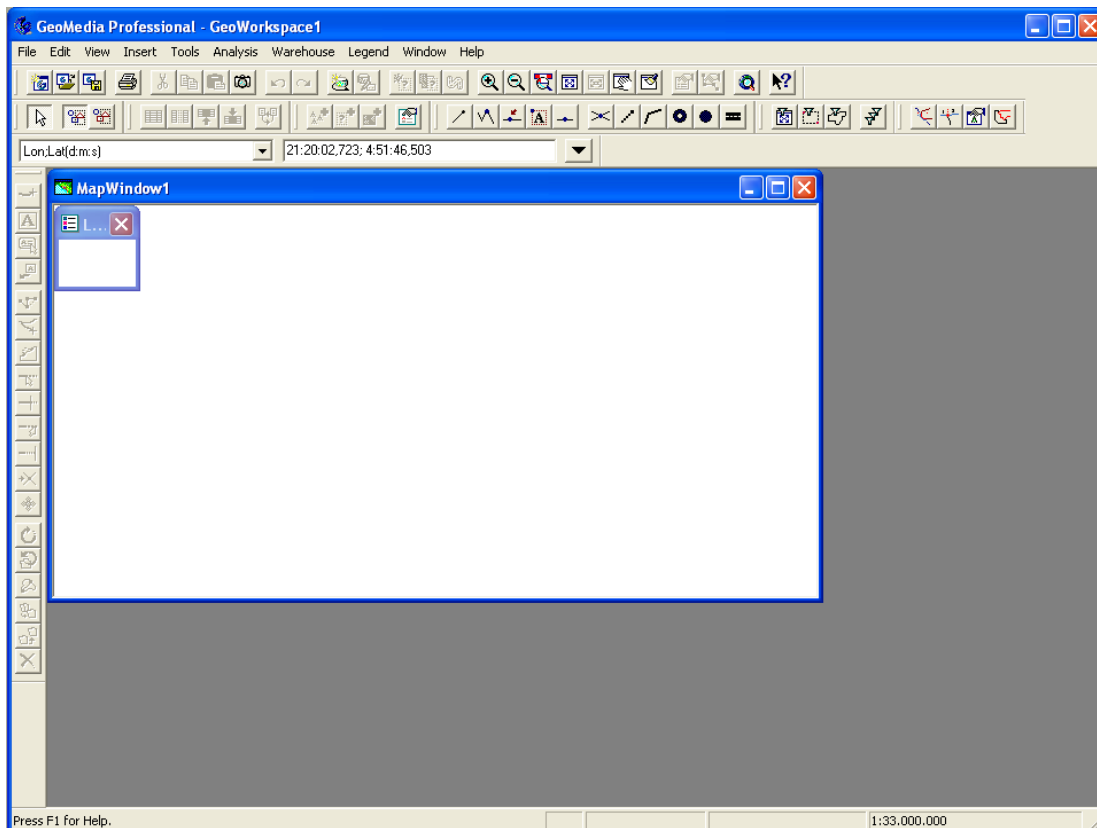 GeoMedia Professional - GeoWorkspace1
File Edit View Insert Tools Analysis Warehouse Legend Window Help
Lon;Lat(d:m:s) 21:20:02,723; 4:51:46,503
MapWindow1
L...
Press F1 for Help. 1:33.000.000